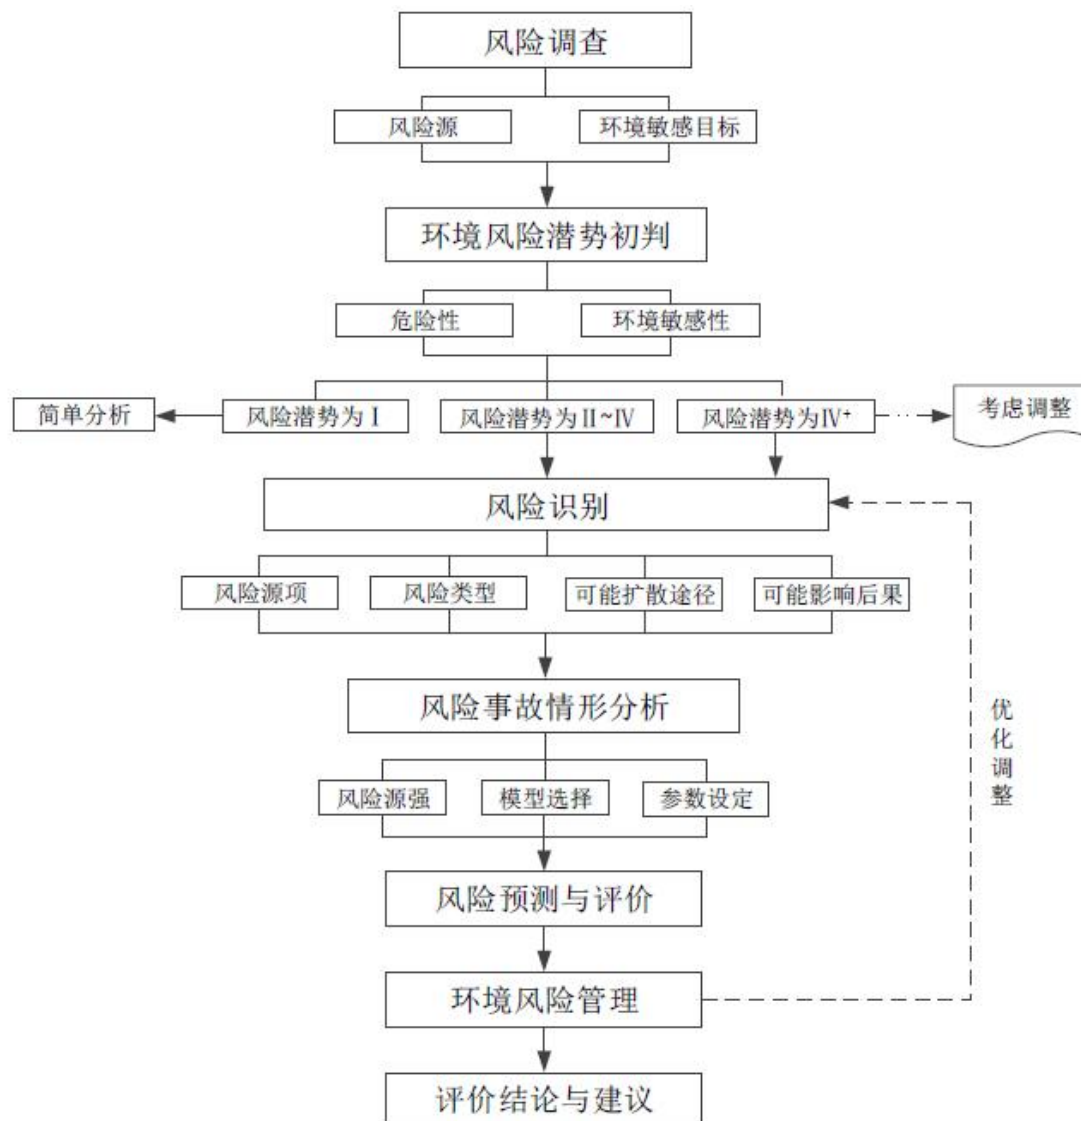 风险调查
风险源
环境敏感目标
环境风险潜势初判
危险性
环境敏感性
简单分析
风险潜势为Ⅰ
风险潜势为Ⅱ~Ⅳ
风险潜势为Ⅳ⁺
考虑调整
风险识别
风险源项
风险类型
可能扩散途径
可能影响后果
风险事故情形分析
优化调整
风险源强
模型选择
参数设定
风险预测与评价
环境风险管理
评价结论与建议